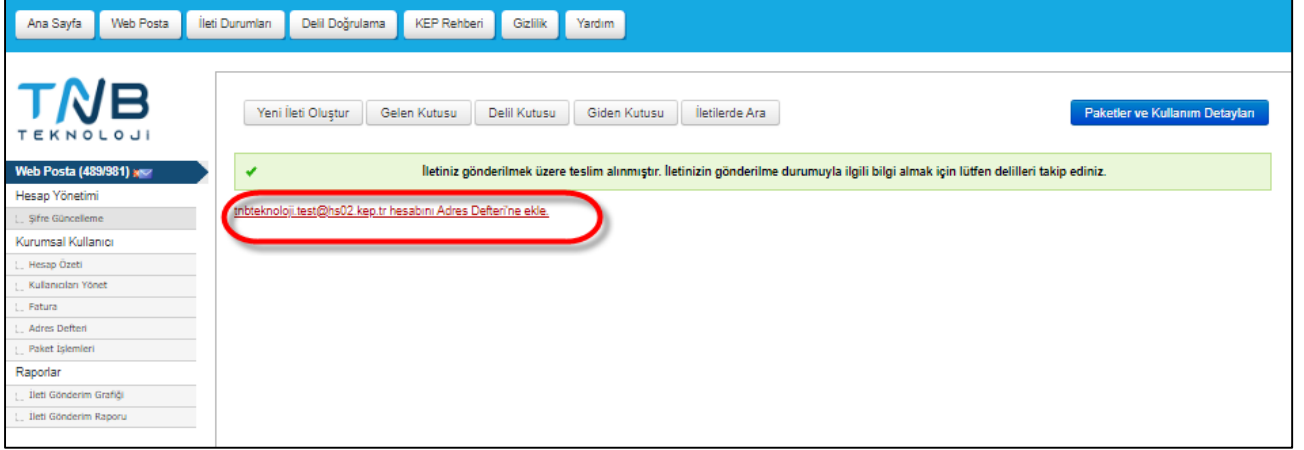 Ana Sayfa Web Posta İleti Durumları Delil Doğrulama KEP Rehberi Gizlilik Yardım
TNB
TEKNOLOJI
Yeni İleti Oluştur Gelen Kutusu Delil Kutusu Giden Kutusu İletilerde Ara Paketler ve Kullanım Detayları
Web Posta (489/981)
İletiniz gönderilmek üzere teslim alınmıştır. İletinizin gönderilme durumuyla ilgili bilgi almak için lütfen delilleri takip ediniz.
Hesap Yönetimi
tnbteknoloji.test@hs02.kep.tr hesabını Adres Defteri'ne ekle.
Şifre Güncelleme
Kurumsal Kullanıcı
Hesap Özeti
Kullanıcıları Yönet
Fatura
Adres Defteri
Paket İşlemleri
Raporlar
İleti Gönderim Grafiği
İleti Gönderim Raporu